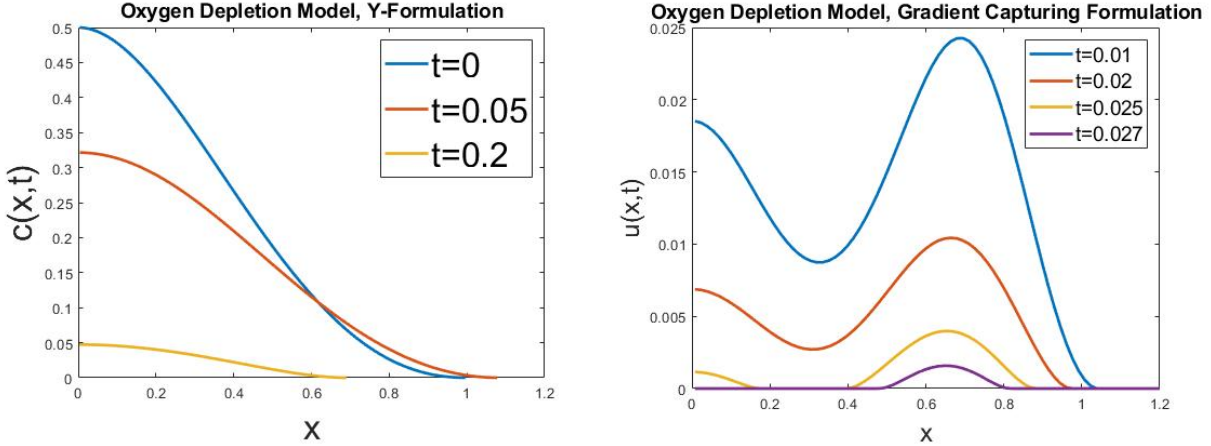 Oxygen Depletion Model, Y-Formulation
0.5
0.45
0.4
0.35
0.3
0.25
0.2
0.15
0.1
0.05
0
c(x,t)
t=0
t=0.05
t=0.2
0 0.2 0.4 0.6 0.8 1 1.2
x
Oxygen Depletion Model, Gradient Capturing Formulation
0.025
0.02
0.015
0.01
0.005
0
u(x,t)
t=0.01
t=0.02
t=0.025
t=0.027
0 0.2 0.4 0.6 0.8 1 1.2
x